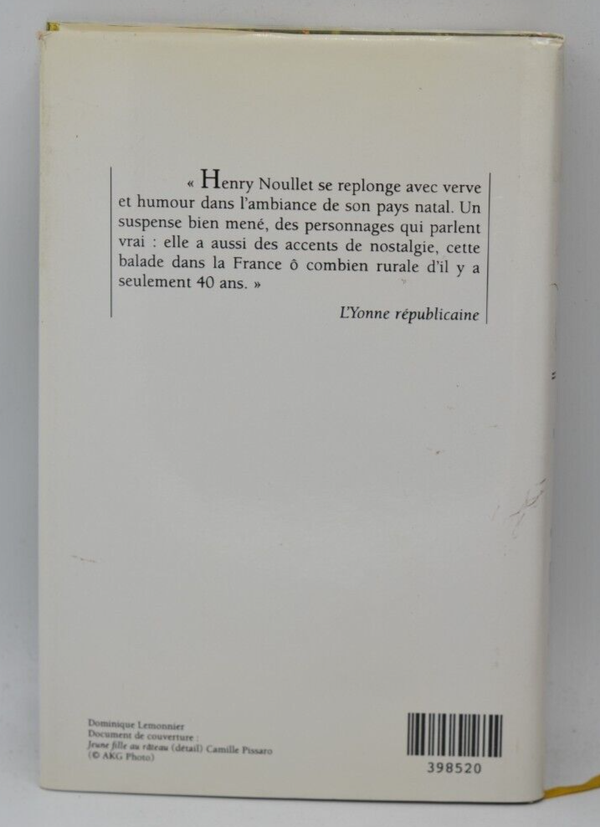 « Henry Noullet se replonge avec verve
et humour dans l'ambiance de son pays natal. Un
suspense bien mené, des personnages qui parlent
vrai : elle a aussi des accents de nostalgie, cette
balade dans la France ô combien rurale d'il y a
seulement 40 ans. »
L'Yonne républicaine
Dominique Lemonnier
Document de couverture :
Jeune fille au râteau (détail) Camille Pissaro
(© AKG Photo)
398520